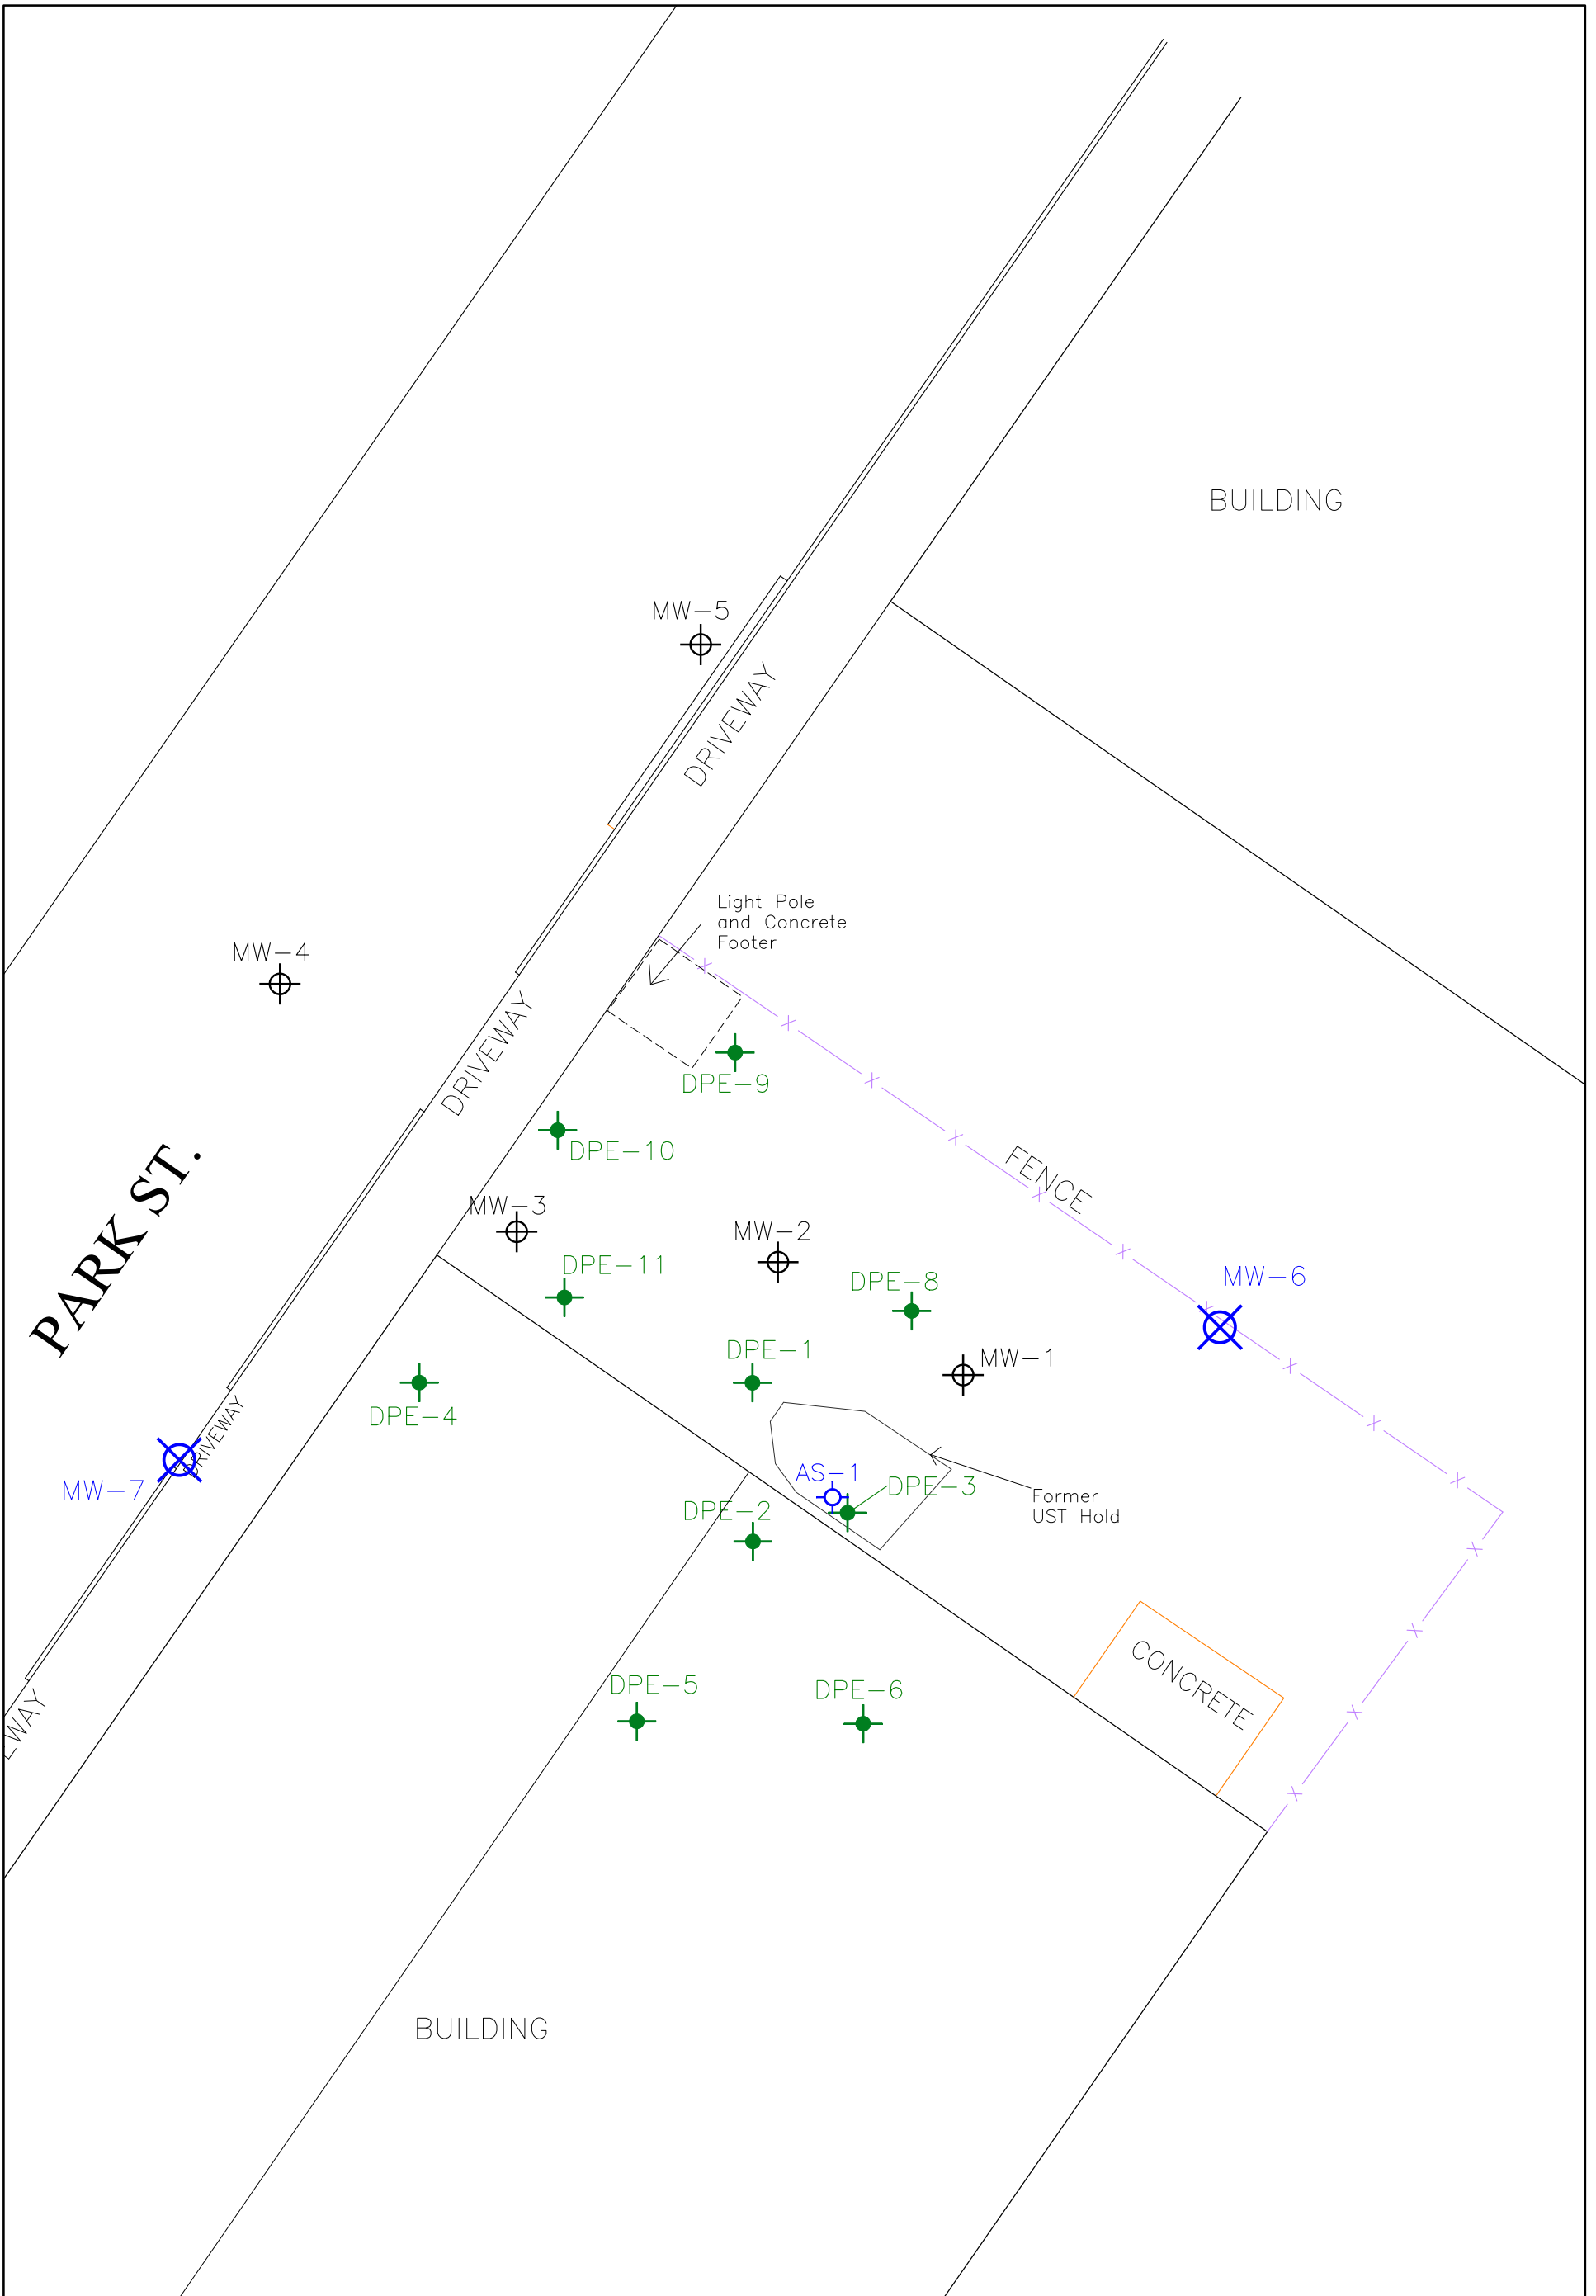 BUILDING
MW-5
DRIVEWAY
Light Pole
and Concrete
Footer
MW-4
DRIVEWAY
DPE-9
PARK ST.
DPE-10
FENCE
MW-3
MW-2
DPE-11
DPE-8
MW-6
DPE-1
MW-1
DPE-4
DRIVEWAY
MW-7
AS-1
DPE-3
Former
UST Hold
DPE-2
CONCRETE
DPE-5
DPE-6
WAY
BUILDING